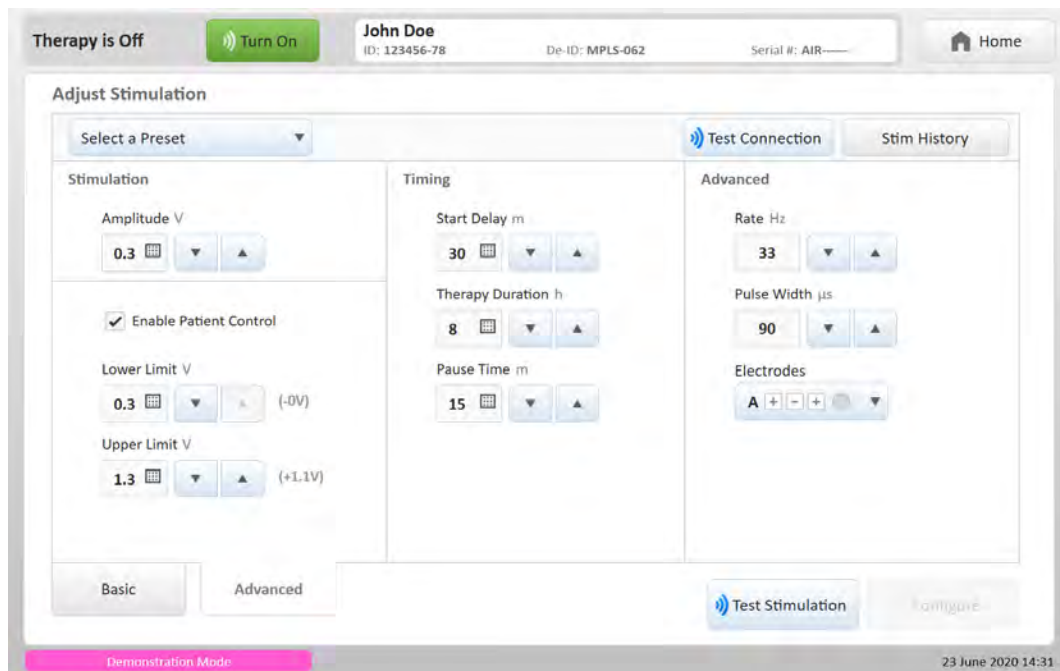 Therapy is Off
Turn On
John Doe
ID: 123456-78 De-ID: MPLS-062 Serial #: AIR------
Home
Adjust Stimulation
Select a Preset
Test Connection
Stim History
Stimulation
Amplitude V
0.3
Enable Patient Control
Lower Limit V
0.3 (-0V)
Upper Limit V
1.3 (+1.1V)
Timing
Start Delay m
30
Therapy Duration h
8
Pause Time m
15
Advanced
Rate Hz
33
Pulse Width µs
90
Electrodes
A + - +
Basic
Advanced
Test Stimulation
Configure
Demonstration Mode
23 June 2020 14:31